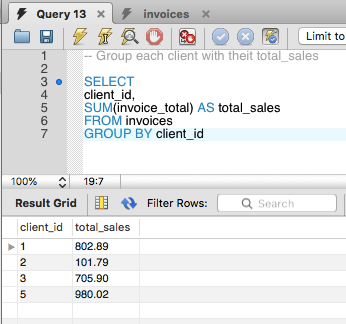 Query 13 invoices
Limit to
1 -- Group each client with theit total_sales
2
3 SELECT
4 client_id,
5 SUM(invoice_total) AS total_sales
6 FROM invoices
7 GROUP BY client_id
100% 19:7
Result Grid Filter Rows: Search
client_id total_sales
1 802.89
2 101.79
3 705.90
5 980.02